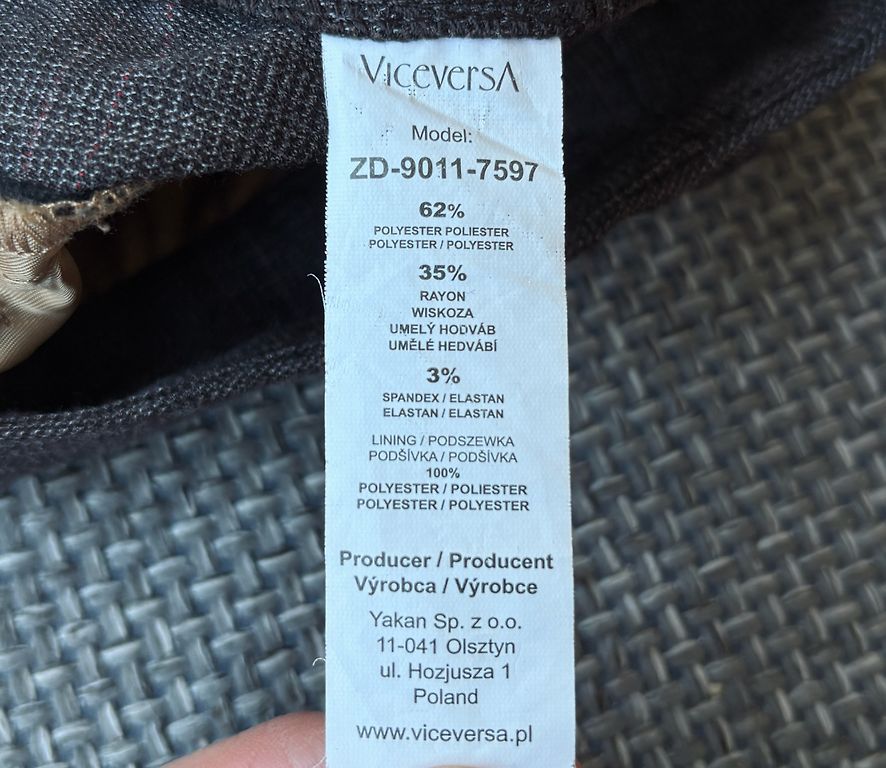 VICEVERSA
Model:
ZD-9011-7597
62%
POLYESTER POLIESTER
POLYESTER / POLYESTER
35%
RAYON
WISKOZA
UMELÝ HODVÁB
UMĚLÉ HEDVÁBÍ
3%
SPANDEX / ELASTAN
ELASTAN / ELASTAN
LINING / PODSZEWKA
PODŠÍVKA / PODŠÍVKA
100%
POLYESTER / POLIESTER
POLYESTER / POLYESTER
Producer / Producent
Výrobca / Výrobce
Yakan Sp. z o.o.
11-041 Olsztyn
ul. Hozjusza 1
Poland
www.viceversa.pl